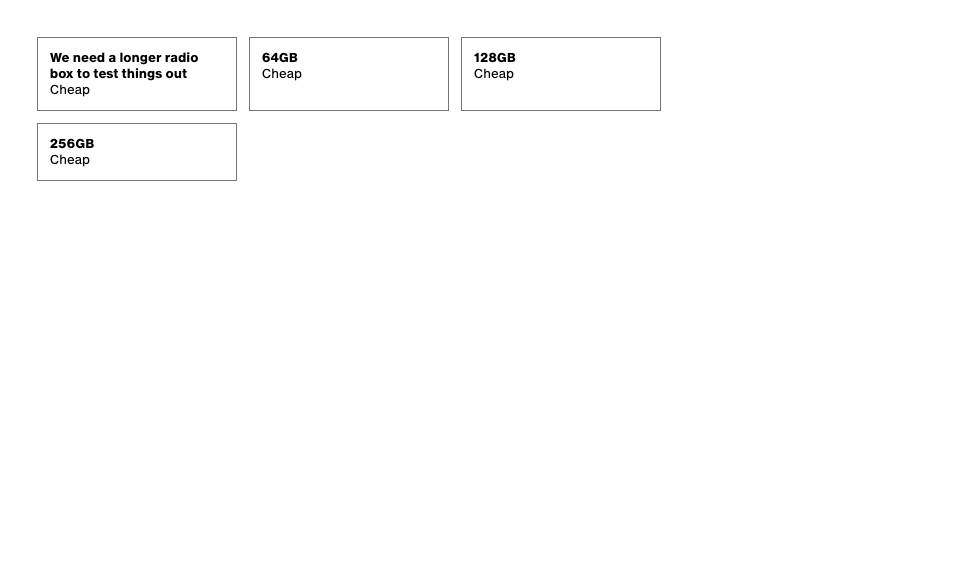 We need a longer radio
box to test things out
Cheap
64GB
Cheap
128GB
Cheap
256GB
Cheap